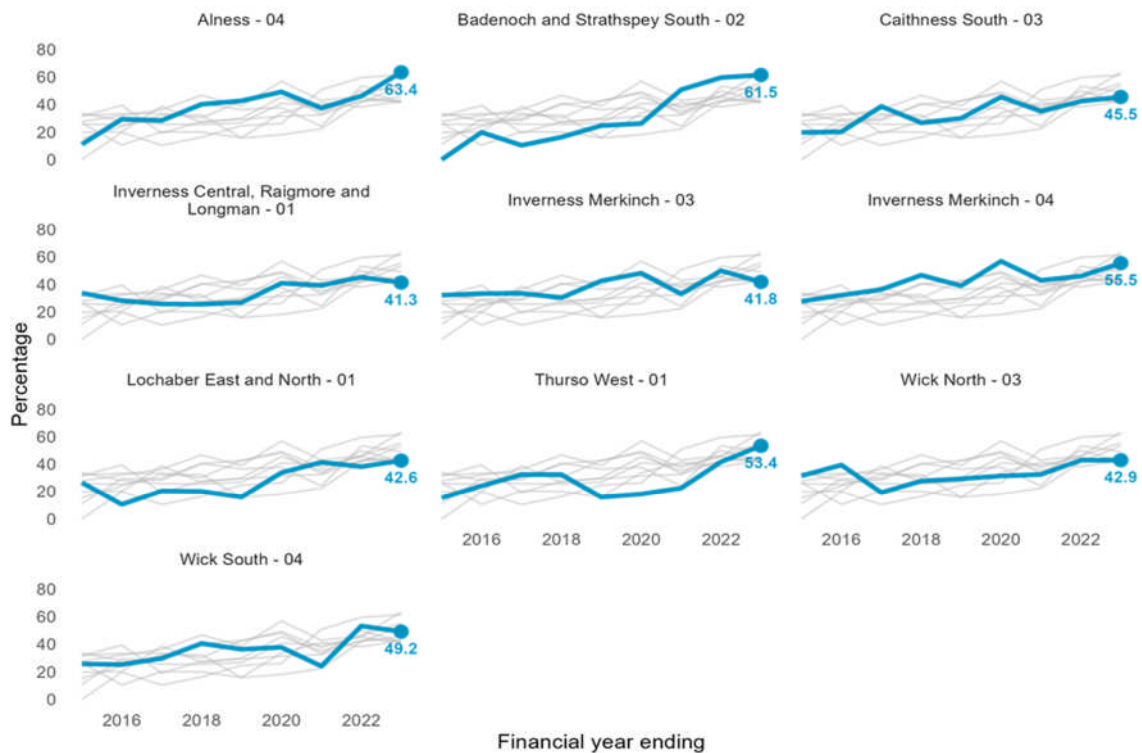 Alness - 04
Badenoch and Strathspey South - 02
Caithness South - 03
80
60
40
20
0
63.4
61.5
45.5
Inverness Central, Raigmore and
Longman - 01
Inverness Merkinch - 03
Inverness Merkinch - 04
80
60
40
20
0
41.3
41.8
55.5
Percentage
Lochaber East and North - 01
Thurso West - 01
Wick North - 03
80
60
40
20
0
42.6
53.4
42.9
2016 2018 2020 2022
2016 2018 2020 2022
Wick South - 04
80
60
40
20
0
49.2
2016 2018 2020 2022
Financial year ending